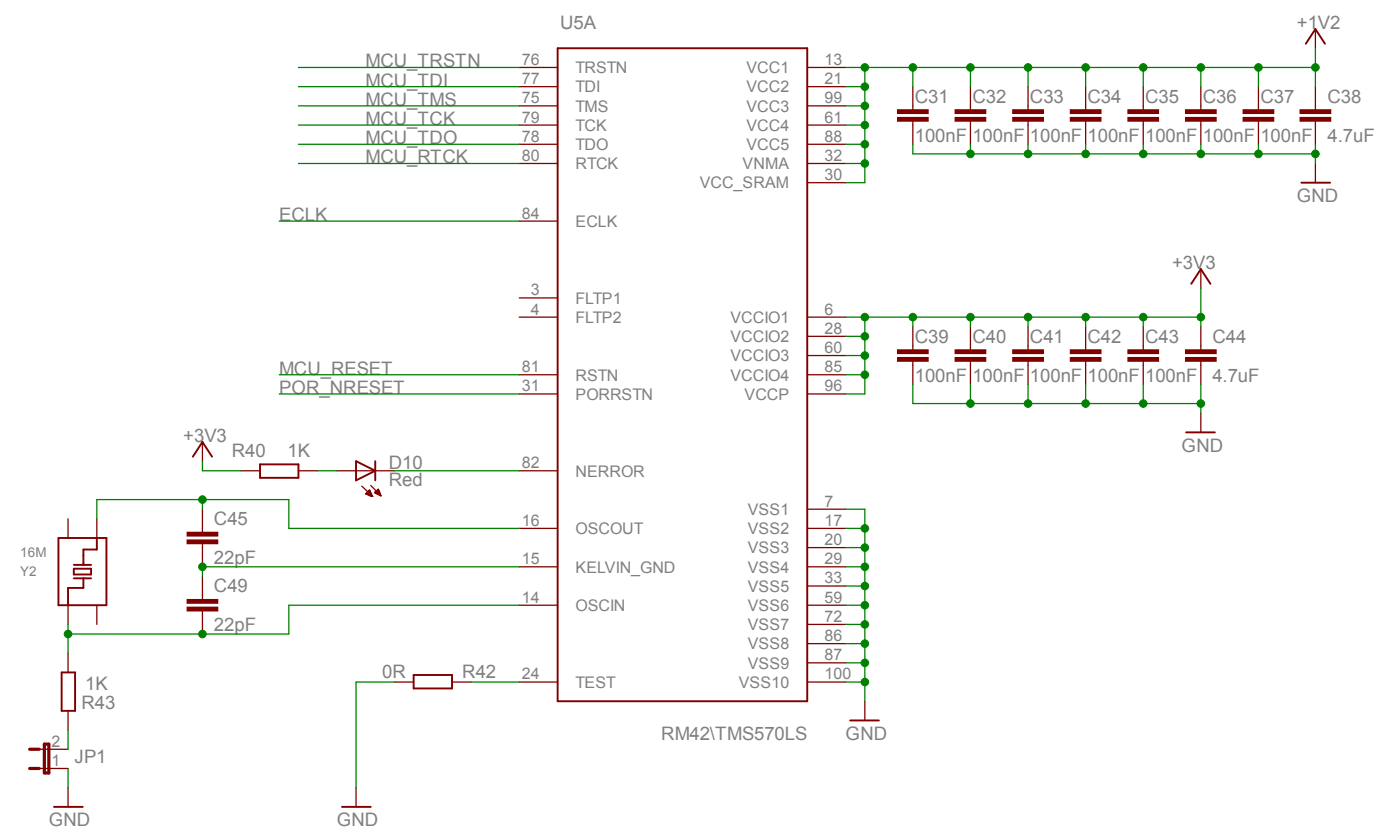 U5A
+1V2
MCU_TRSTN 76 TRSTN VCC1 13
MCU_TDI 77 TDI VCC2 21
MCU_TMS 75 TMS VCC3 99
MCU_TCK 79 TCK VCC4 61
MCU_TDO 78 TDO VCC5 88
MCU_RTCK 80 RTCK VNMA 32
VCC_SRAM 30
C31 C32 C33 C34 C35 C36 C37 C38
100nF 100nF 100nF 100nF 100nF 100nF 100nF 4.7uF
GND
ECLK 84 ECLK
+3V3
3 FLTP1
4 FLTP2
VCCIO1 6
VCCIO2 28
VCCIO3 60
VCCIO4 85
VCCP 96
C39 C40 C41 C42 C43 C44
100nF 100nF 100nF 100nF 100nF 4.7uF
GND
MCU_RESET 81 RSTN
POR_NRESET 31 PORRSTN
+3V3
R40 1K
D10
Red
82 NERROR
C45
22pF
16 OSCOUT
16M
Y2
15 KELVIN_GND
C49
22pF
14 OSCIN
VSS1 7
VSS2 17
VSS3 20
VSS4 29
VSS5 33
VSS6 59
VSS7 72
VSS8 86
VSS9 87
VSS10 100
0R R42 24 TEST
1K
R43
RM42\TMS570LS
GND
2
1
JP1
GND
GND